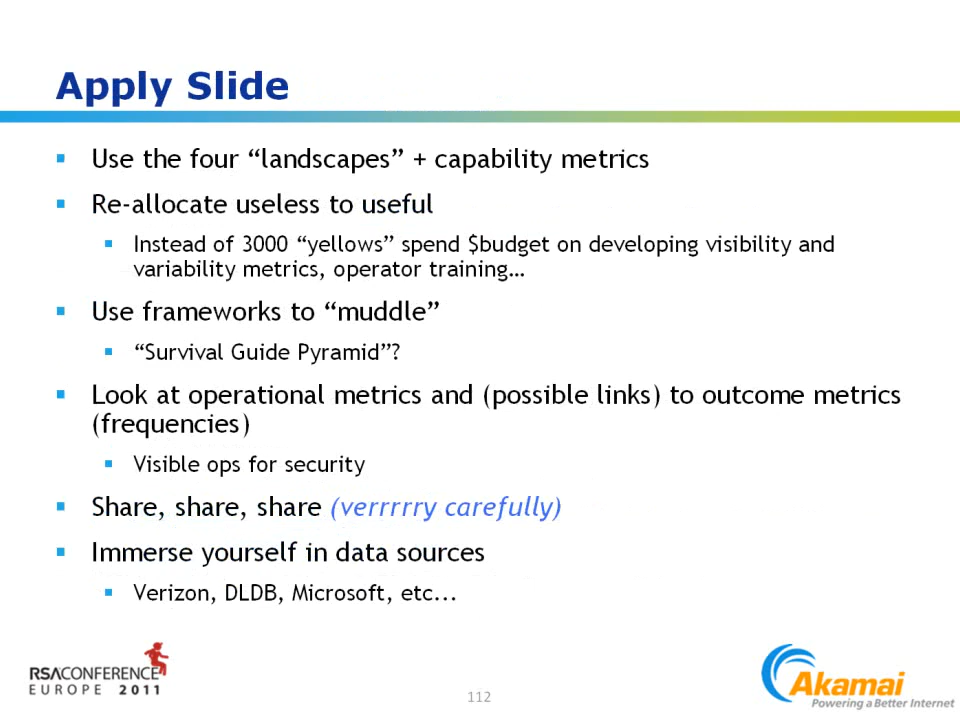 Apply Slide
Use the four “landscapes” + capability metrics
Re-allocate useless to useful
Instead of 3000 “yellows” spend $budget on developing visibility and
variability metrics, operator training…
Use frameworks to “muddle”
“Survival Guide Pyramid”?
Look at operational metrics and (possible links) to outcome metrics
(frequencies)
Visible ops for security
Share, share, share (verrrrry carefully)
Immerse yourself in data sources
Verizon, DLDB, Microsoft, etc...
RSACONFERENCE
EUROPE 2011
112
Akamai
Powering a Better Internet